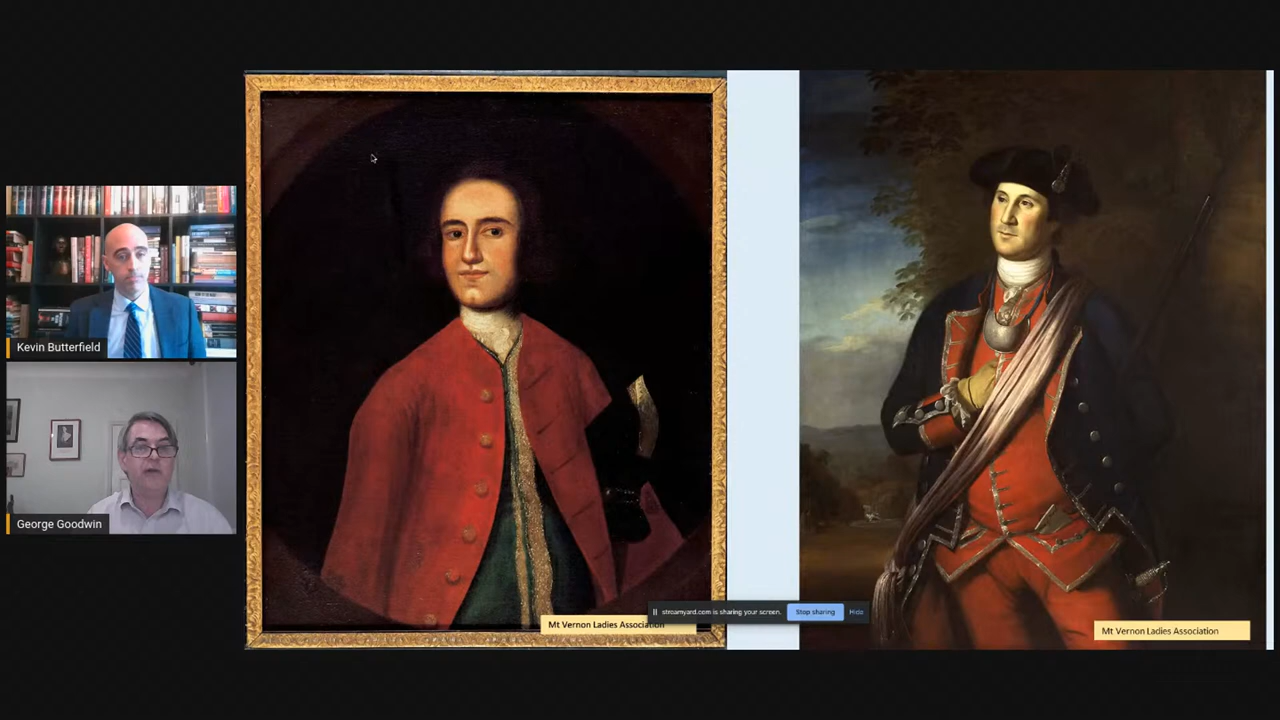 Kevin Butterfield
George Goodwin
Mt Vernon Ladies Association
streamyard.com is sharing your screen.
Stop sharing
Hide
Mt Vernon Ladies Association